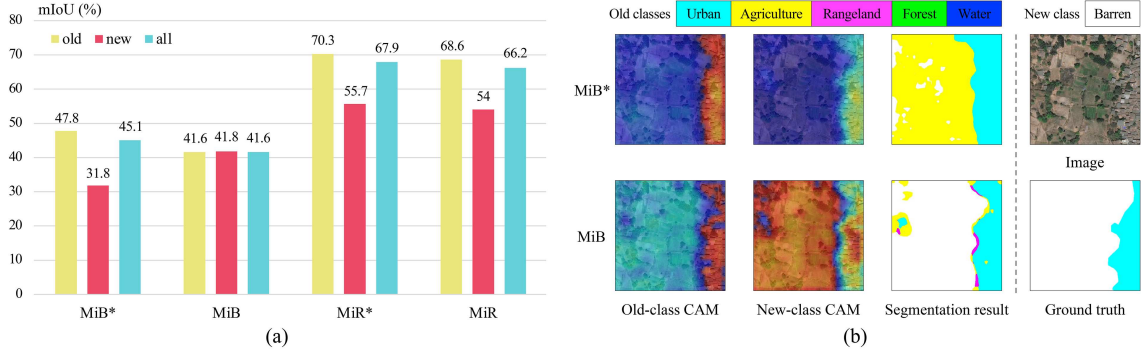 mIoU (%)
old new all
80
70
60
50
40
30
20
10
0
47.8 31.8 45.1
41.6 41.8 41.6
70.3 55.7 67.9
68.6 54 66.2
MiB* MiB MiR* MiR
(a)
Old classes Urban Agriculture Rangeland Forest Water New class Barren
MiB*
Image
MiB
Old-class CAM New-class CAM Segmentation result Ground truth
(b)